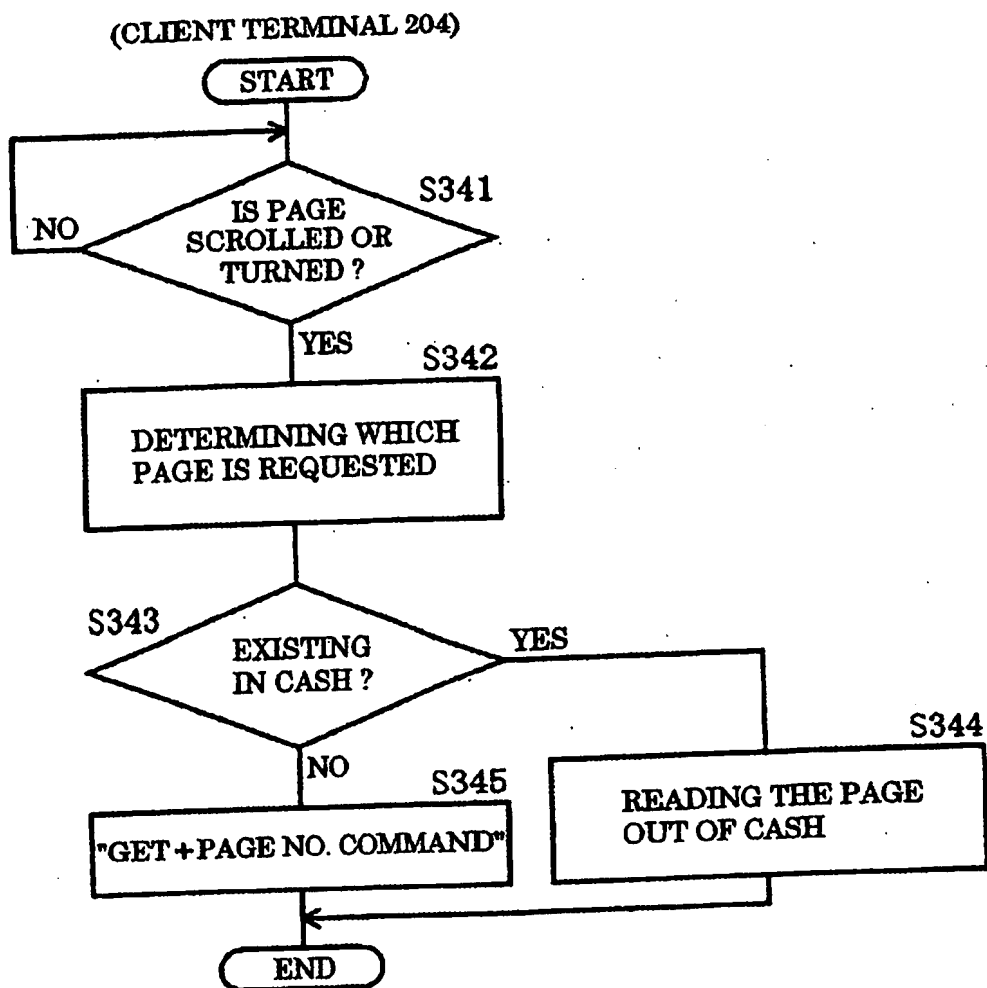 (CLIENT TERMINAL 204)
START
S341
IS PAGE
SCROLLED OR
TURNED ?
NO
YES
S342
DETERMINING WHICH
PAGE IS REQUESTED
S343
EXISTING
IN CASH ?
YES
NO
S344
READING THE PAGE
OUT OF CASH
S345
"GET+PAGE NO. COMMAND"
END